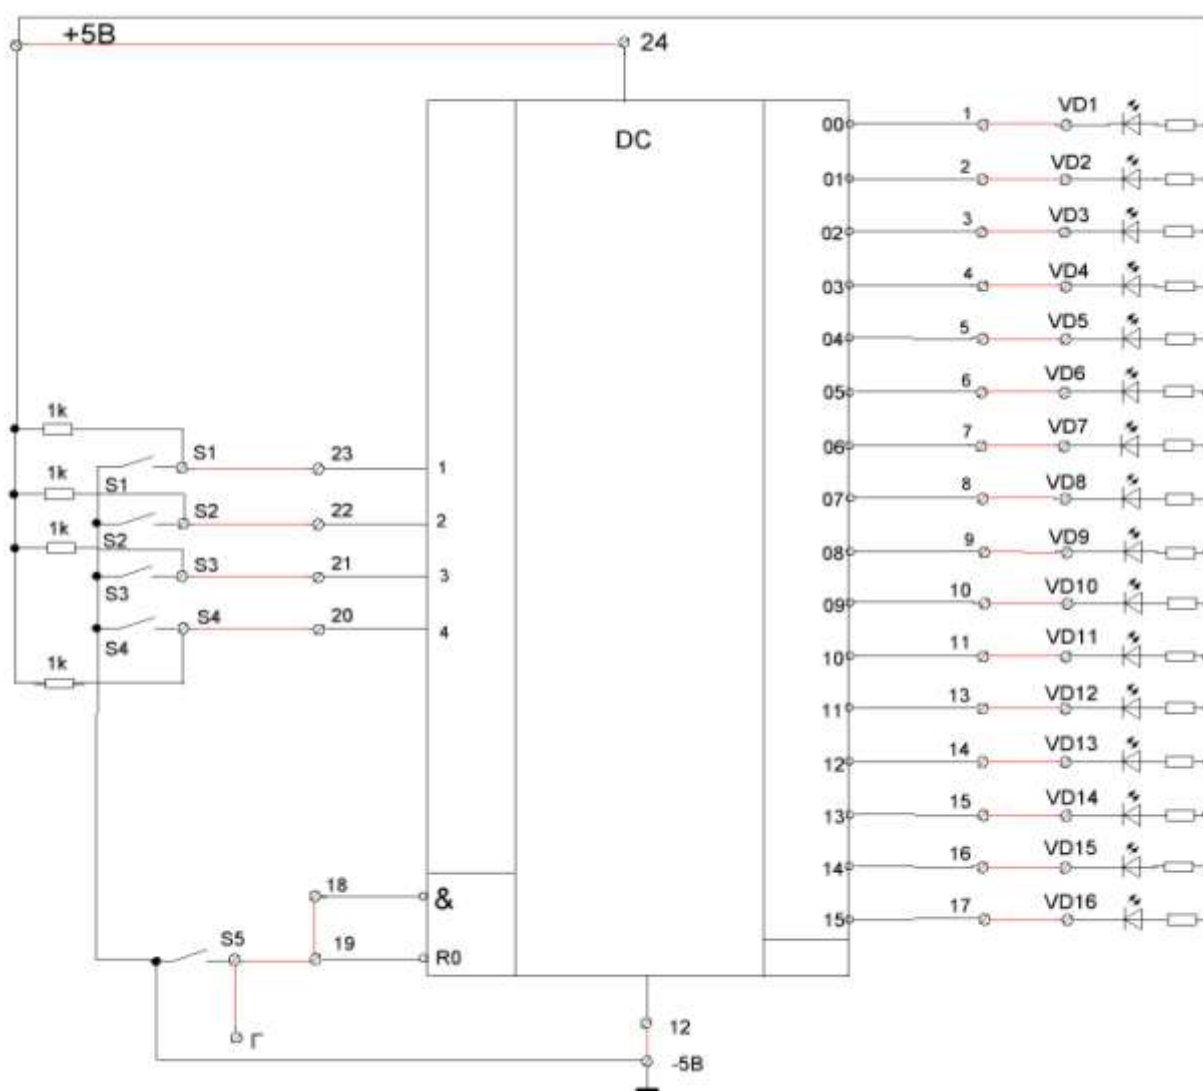 +5В
24
DC
00 1 VD1
01 2 VD2
02 3 VD3
03 4 VD4
04 5 VD5
05 6 VD6
06 7 VD7
07 8 VD8
08 9 VD9
09 10 VD10
10 11 VD11
11 13 VD12
12 14 VD13
13 15 VD14
14 16 VD15
15 17 VD16
1k
S1 23 1
S1
1k
S2 22 2
S2
1k
S3 21 3
S3
S4 20 4
S4
1k
18 &
S5 19 R0
Г
12
-5В